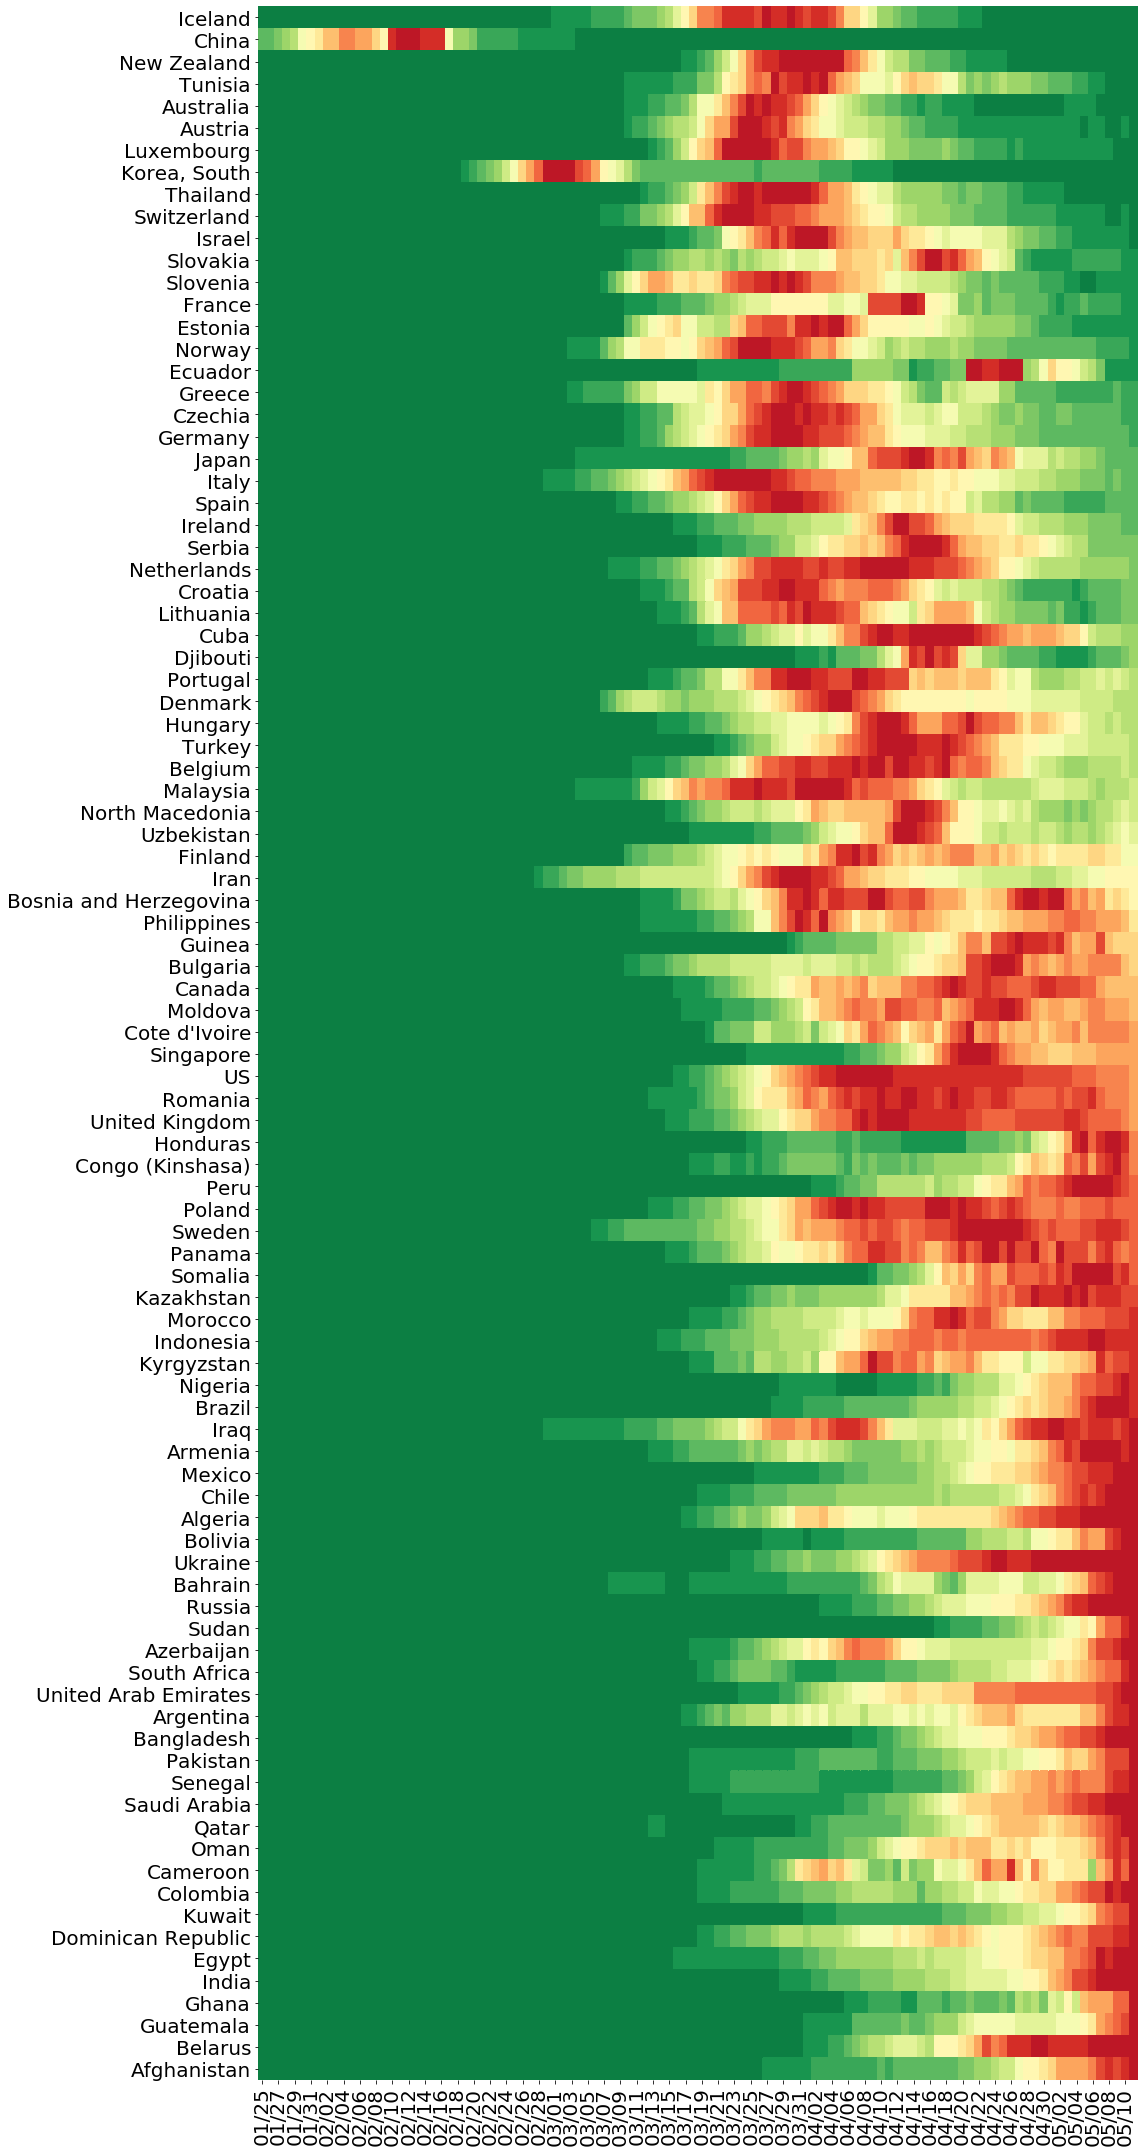 Iceland
China
New Zealand
Tunisia
Australia
Austria
Luxembourg
Korea, South
Thailand
Switzerland
Israel
Slovakia
Slovenia
France
Estonia
Norway
Ecuador
Greece
Czechia
Germany
Japan
Italy
Spain
Ireland
Serbia
Netherlands
Croatia
Lithuania
Cuba
Djibouti
Portugal
Denmark
Hungary
Turkey
Belgium
Malaysia
North Macedonia
Uzbekistan
Finland
Iran
Bosnia and Herzegovina
Philippines
Guinea
Bulgaria
Canada
Moldova
Cote d'Ivoire
Singapore
US
Romania
United Kingdom
Honduras
Congo (Kinshasa)
Peru
Poland
Sweden
Panama
Somalia
Kazakhstan
Morocco
Indonesia
Kyrgyzstan
Nigeria
Brazil
Iraq
Armenia
Mexico
Chile
Algeria
Bolivia
Ukraine
Bahrain
Russia
Sudan
Azerbaijan
South Africa
United Arab Emirates
Argentina
Bangladesh
Pakistan
Senegal
Saudi Arabia
Qatar
Oman
Cameroon
Colombia
Kuwait
Dominican Republic
Egypt
India
Ghana
Guatemala
Belarus
Afghanistan
01/25
01/27
01/29
01/31
02/02
02/04
02/06
02/08
02/10
02/12
02/14
02/16
02/18
02/20
02/22
02/24
02/26
02/28
03/01
03/03
03/05
03/07
03/09
03/11
03/13
03/15
03/17
03/19
03/21
03/23
03/25
03/27
03/29
03/31
04/02
04/04
04/06
04/08
04/10
04/12
04/14
04/16
04/18
04/20
04/22
04/24
04/26
04/28
04/30
05/02
05/04
05/06
05/08
05/10